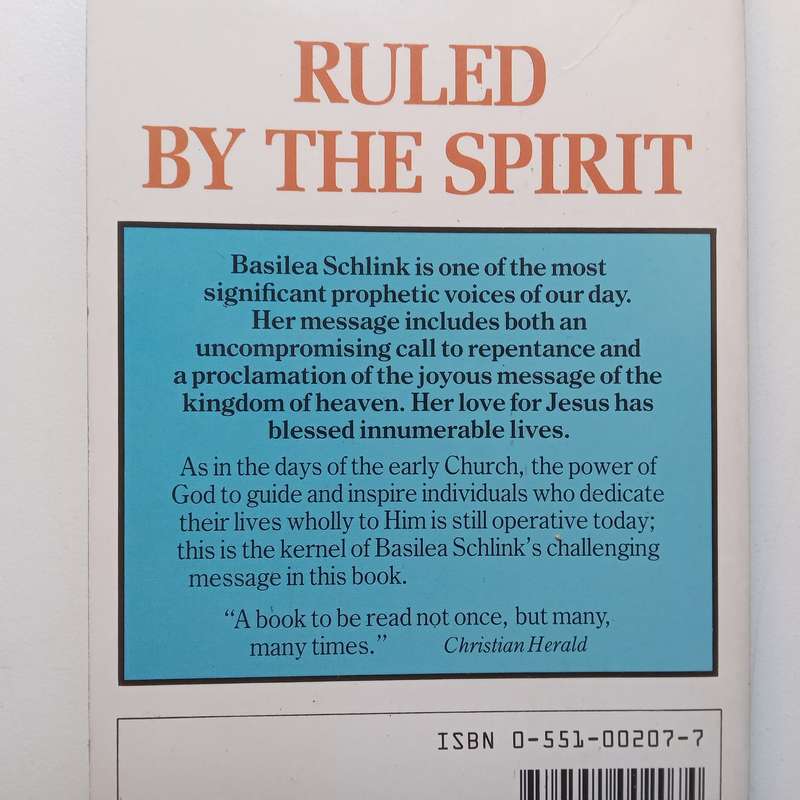 RULED
BY THE SPIRIT
Basilea Schlink is one of the most
significant prophetic voices of our day.
Her message includes both an
uncompromising call to repentance and
a proclamation of the joyous message of the
kingdom of heaven. Her love for Jesus has
blessed innumerable lives.
As in the days of the early Church, the power of
God to guide and inspire individuals who dedicate
their lives wholly to Him is still operative today;
this is the kernel of Basilea Schlink's challenging
message in this book.
“A book to be read not once, but many,
many times.” Christian Herald
ISBN 0-551-00207-7